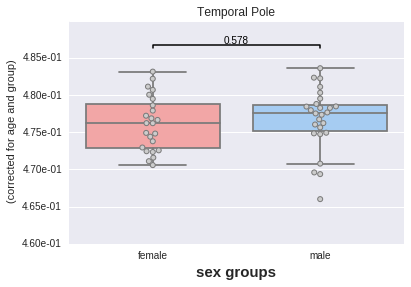 Temporal Pole
0.578
4.85e-01
4.80e-01
4.75e-01
4.70e-01
4.65e-01
4.60e-01
(corrected for age and group)
female
male
sex groups